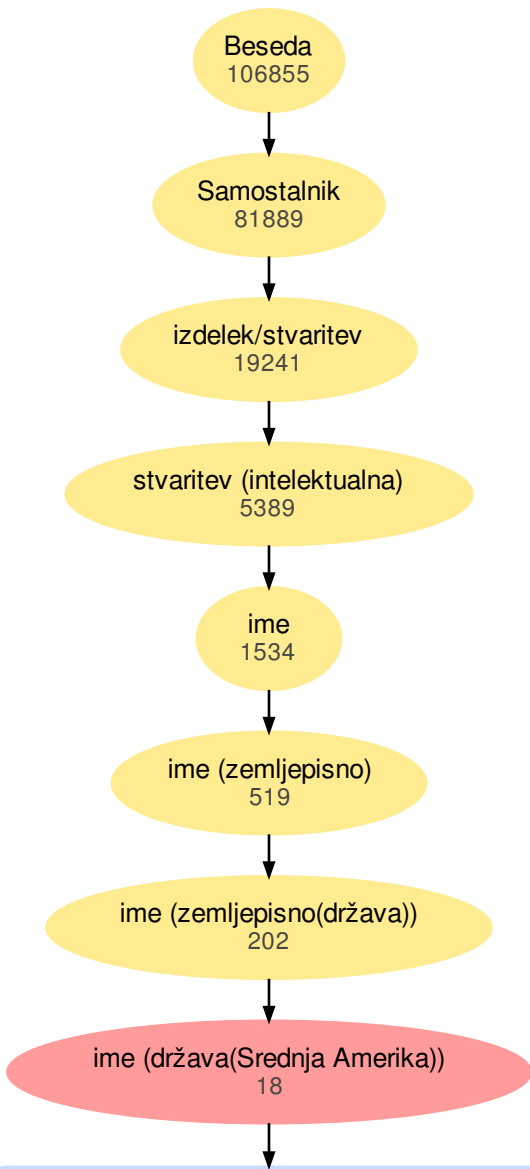 Beseda
106855
Samostalnik
81889
izdelek/stvaritev
19241
stvaritev (intelektualna)
5389
ime
1534
ime (zemljepisno)
519
ime (zemljepisno(država))
202
ime (država(Srednja Amerika))
18